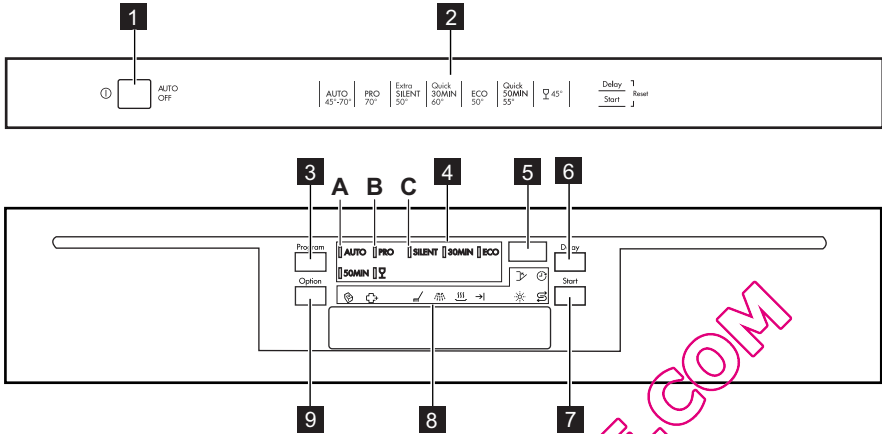 1
2
AUTO OFF
AUTO 45°-70°
PRO 70°
Extra SILENT 50°
Quick 30MIN 60°
ECO 50°
Quick 50MIN 55°
45°
Delay
Start
Reset
3
A
B
C
4
5
6
Program
AUTO PRO SILENT 30MIN ECO
Delay
50MIN
Option
Start
9
8
7
.COM